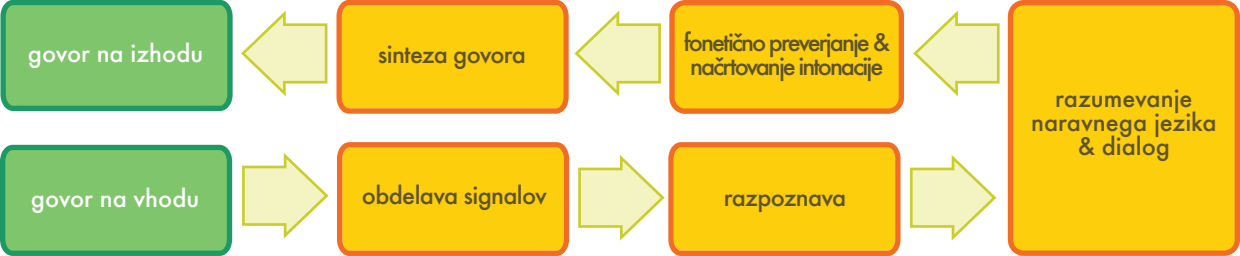 govor na izhodu
sinteza govora
fonetično preverjanje &
načrtovanje intonacije
razumevanje
naravnega jezika
& dialog
govor na vhodu
obdelava signalov
razpoznava